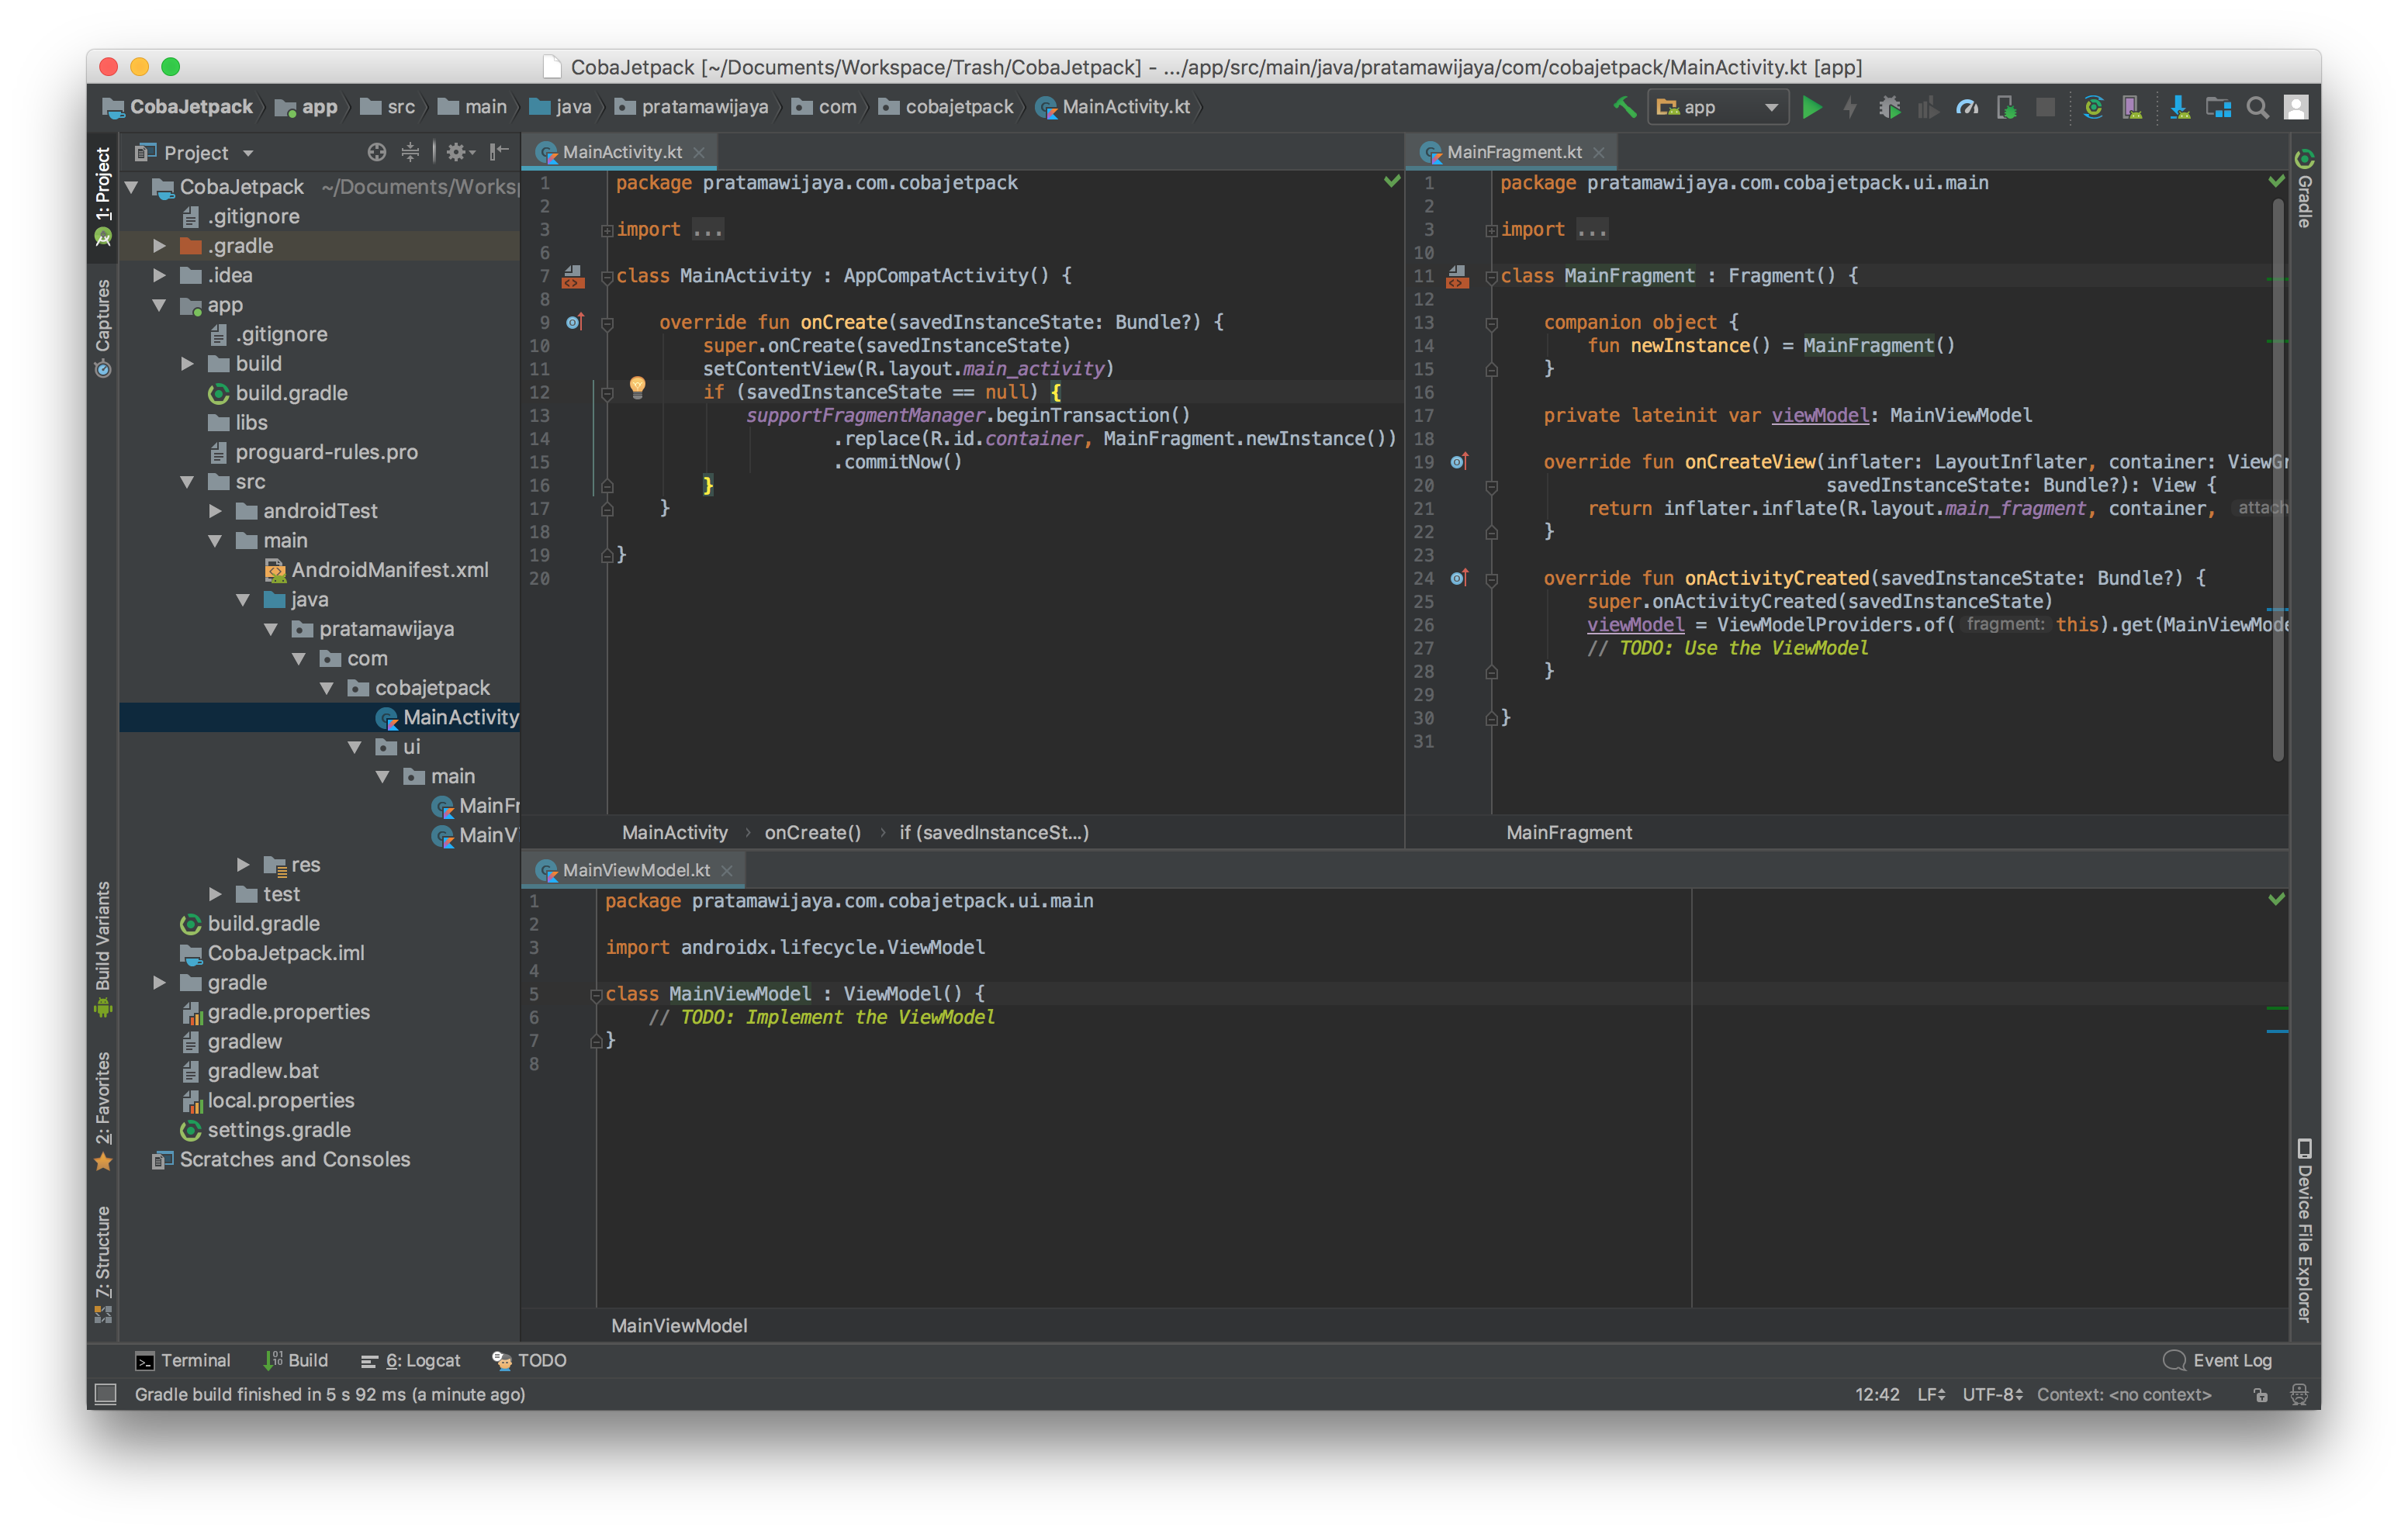 CobaJetpack [~/Documents/Workspace/Trash/CobaJetpack] - .../app/src/main/java/pratamawijaya/com/cobajetpack/MainActivity.kt [app]
CobaJetpack app src main java pratamawijaya com cobajetpack MainActivity.kt
app
1: Project
Captures
Build Variants
2: Favorites
7: Structure
Project
CobaJetpack ~/Documents/Worksp
.gitignore
.gradle
.idea
app
.gitignore
build
build.gradle
libs
proguard-rules.pro
src
androidTest
main
AndroidManifest.xml
java
pratamawijaya
com
cobajetpack
MainActivity
ui
main
MainFr
MainV
res
test
build.gradle
CobaJetpack.iml
gradle
gradle.properties
gradlew
gradlew.bat
local.properties
settings.gradle
Scratches and Consoles
MainActivity.kt
1 package pratamawijaya.com.cobajetpack
2
3 import ...
6
7 class MainActivity : AppCompatActivity() {
8
9 override fun onCreate(savedInstanceState: Bundle?) {
10 super.onCreate(savedInstanceState)
11 setContentView(R.layout.main_activity)
12 if (savedInstanceState == null) {
13 supportFragmentManager.beginTransaction()
14 .replace(R.id.container, MainFragment.newInstance())
15 .commitNow()
16 }
17 }
18
19 }
20
MainActivity › onCreate() › if (savedInstanceSt...)
MainFragment.kt
1 package pratamawijaya.com.cobajetpack.ui.main
2
3 import ...
10
11 class MainFragment : Fragment() {
12
13 companion object {
14 fun newInstance() = MainFragment()
15 }
16
17 private lateinit var viewModel: MainViewModel
18
19 override fun onCreateView(inflater: LayoutInflater, container: ViewGr
20 savedInstanceState: Bundle?): View {
21 return inflater.inflate(R.layout.main_fragment, container, attach
22 }
23
24 override fun onActivityCreated(savedInstanceState: Bundle?) {
25 super.onActivityCreated(savedInstanceState)
26 viewModel = ViewModelProviders.of( fragment: this).get(MainViewMode
27 // TODO: Use the ViewModel
28 }
29
30 }
31
MainFragment
MainViewModel.kt
1 package pratamawijaya.com.cobajetpack.ui.main
2
3 import androidx.lifecycle.ViewModel
4
5 class MainViewModel : ViewModel() {
6 // TODO: Implement the ViewModel
7 }
8
MainViewModel
Gradle
Device File Explorer
Terminal Build 6: Logcat TODO Event Log
Gradle build finished in 5 s 92 ms (a minute ago) 12:42 LF UTF-8 Context: <no context>